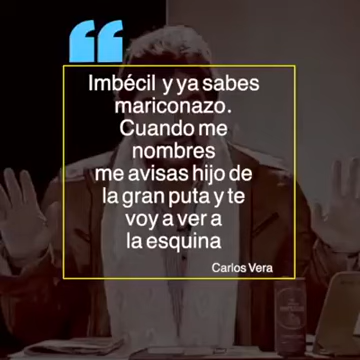 “
Imbécil y ya sabes
mariconazo.
Cuando me
nombres
me avisas hijo de
la gran puta y te
voy a ver a
la esquina
Carlos Vera